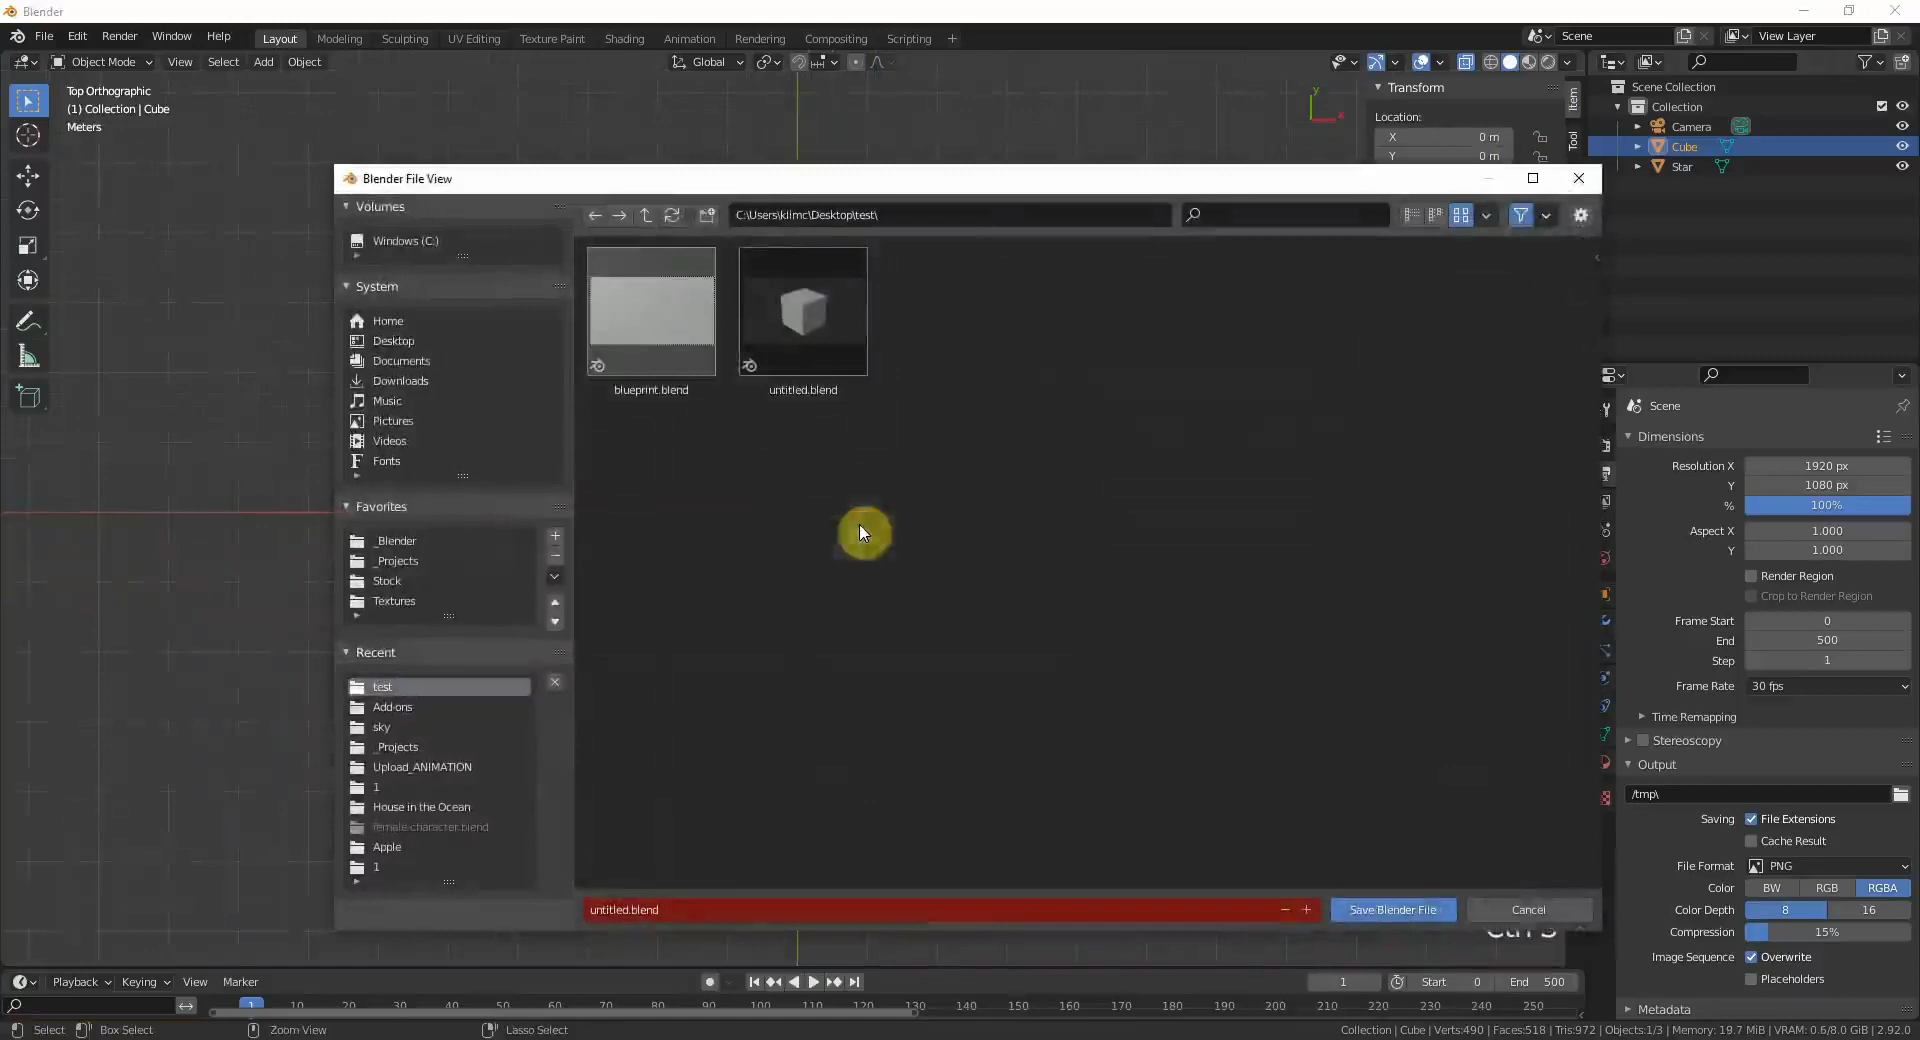 Blender
File Edit Render Window Help
Layout Modeling Sculpting UV Editing Texture Paint Shading Animation Rendering Compositing Scripting +
Scene
View Layer
Object Mode View Select Add Object
Global
Top Orthographic
(1) Collection | Cube
Meters
y
x
Transform
Location:
X 0 m
Y 0 m
Item
Tool
Scene Collection
Collection
Camera
Cube
Star
Blender File View
Volumes
Windows (C:)
System
Home
Desktop
Documents
Downloads
Music
Pictures
Videos
Fonts
Favorites
_Blender
_Projects
Stock
Textures
Recent
test
Add-ons
sky
_Projects
Upload_ANIMATION
1
House in the Ocean
female character.blend
Apple
1
C:\Users\klimc\Desktop\test\
blueprint.blend
untitled.blend
untitled.blend
Save Blender File
Cancel
Ctrl S
Scene
Dimensions
Resolution X 1920 px
Y 1080 px
% 100%
Aspect X 1.000
Y 1.000
Render Region
Crop to Render Region
Frame Start 0
End 500
Step 1
Frame Rate 30 fps
Time Remapping
Stereoscopy
Output
/tmp\
Saving File Extensions
Cache Result
File Format PNG
Color BW RGB RGBA
Color Depth 8 16
Compression 15%
Image Sequence Overwrite
Placeholders
Metadata
Playback Keying View Marker
1 Start 0 End 500
1 10 20 30 40 50 60 70 80 90 100 110 120 130 140 150 160 170 180 190 200 210 220 230 240 250
Select Box Select Zoom View Lasso Select
Collection | Cube | Verts:490 | Faces:518 | Tris:972 | Objects:1/3 | Memory: 19.7 MiB | VRAM: 0.6/8.0 GiB | 2.92.0